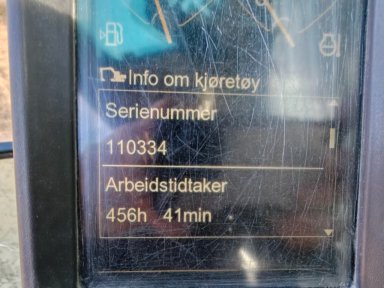 Info om kjøretøy
Serienummer
110334
Arbeidstidtaker
456h 41min